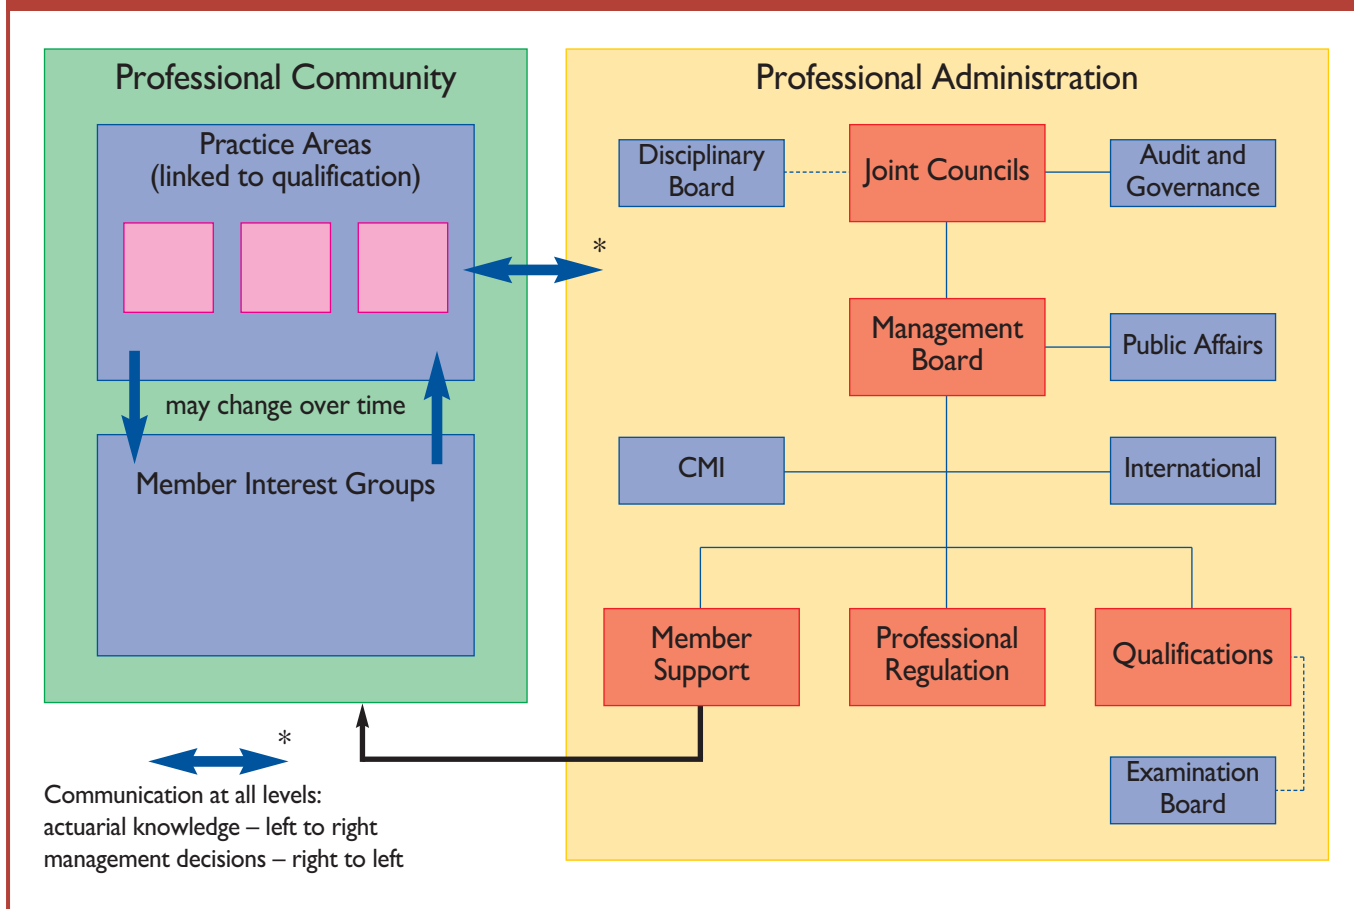 Professional Community
Practice Areas
(linked to qualification)
may change over time
Member Interest Groups
*
Professional Administration
Disciplinary
Board
Joint Councils
Audit and
Governance
Management
Board
Public Affairs
CMI
International
Member
Support
Professional
Regulation
Qualifications
Examination
Board
*
Communication at all levels:
actuarial knowledge – left to right
management decisions – right to left